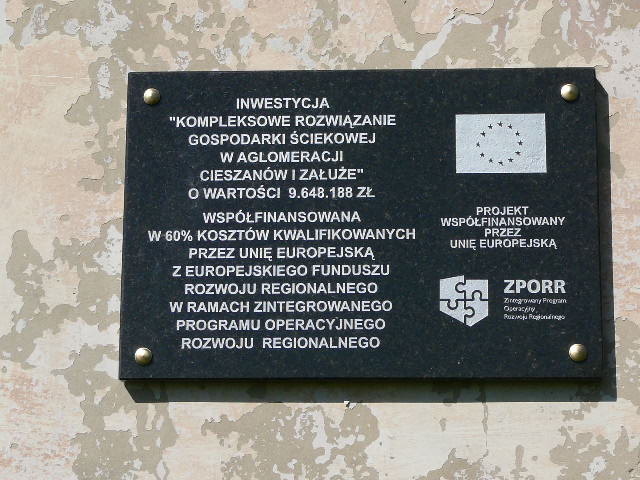 INWESTYCJA
"KOMPLEKSOWE ROZWIĄZANIE
GOSPODARKI ŚCIEKOWEJ
W AGLOMERACJI
CIESZANÓW I ZAŁUŻE"
O WARTOŚCI 9.648.188 ZŁ
WSPÓŁFINANSOWANA
W 60% KOSZTÓW KWALIFIKOWANYCH
PRZEZ UNIĘ EUROPEJSKĄ
Z EUROPEJSKIEGO FUNDUSZU
ROZWOJU REGIONALNEGO
W RAMACH ZINTEGROWANEGO
PROGRAMU OPERACYJNEGO
ROZWOJU REGIONALNEGO
PROJEKT
WSPÓŁFINANSOWANY
PRZEZ
UNIĘ EUROPEJSKĄ
ZPORR
Zintegrowany Program
Operacyjny
Rozwoju Regionalnego